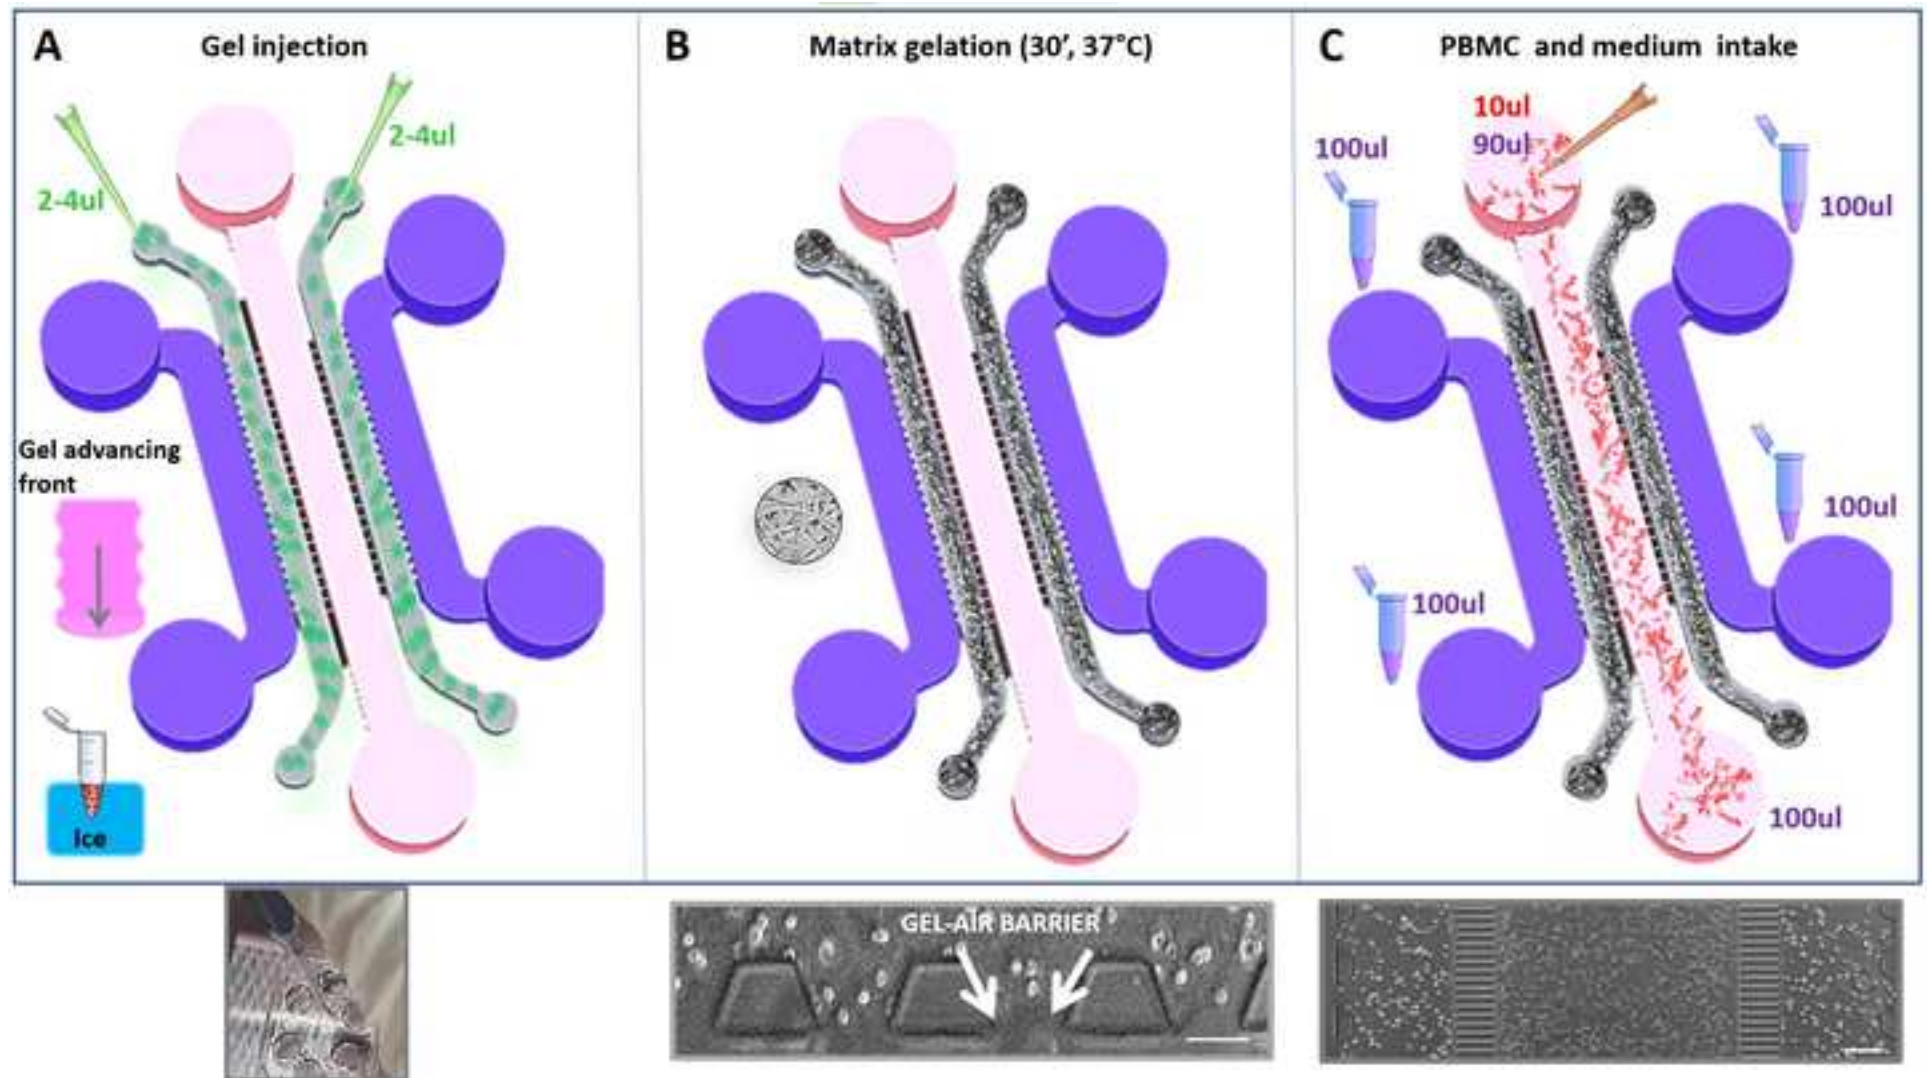 A
Gel injection
2-4ul
2-4ul
Gel advancing
front
Ice
B
Matrix gelation (30’, 37°C)
C
PBMC and medium intake
10ul
90ul
100ul
100ul
100ul
100ul
100ul
GEL-AIR BARRIER